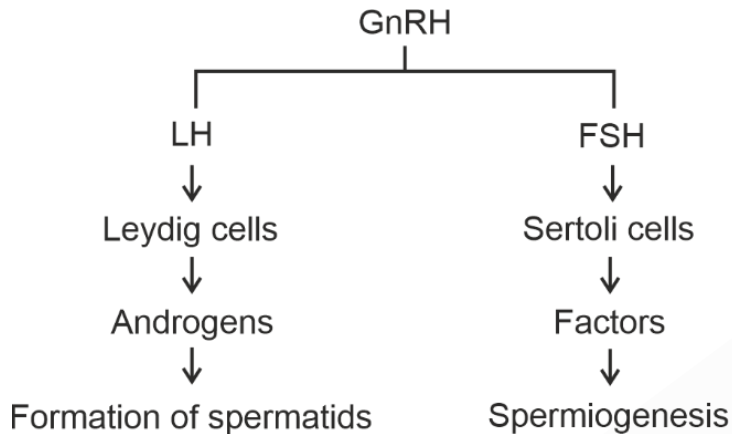 GnRH
LH FSH
Leydig cells Sertoli cells
Androgens Factors
Formation of spermatids Spermiogenesis